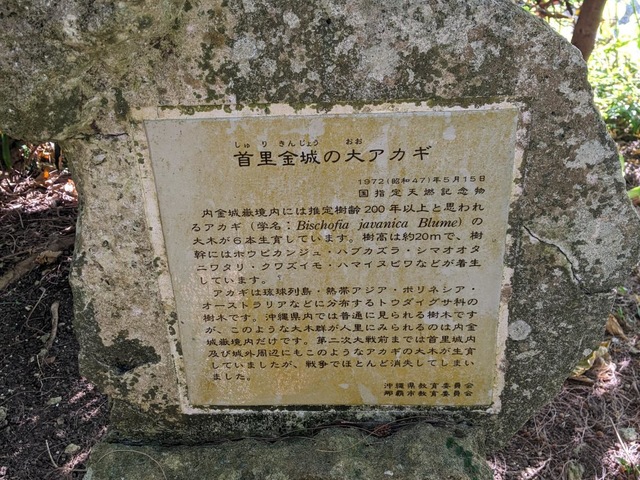 しゅ り きんじょう おお
首里金城の大アカギ
1972(昭和47)年5月15日
国指定天然記念物
内金城嶽境内には推定樹齢200年以上と思われ
るアカギ(学名：Bischofia javanica Blume)の
大木が6本生育しています。樹高は約20mで、樹
幹にはホウビカンジュ・ハブカズラ・シマオオタ
ニワタリ・クワズイモ・ハマイヌビワなどが着生
しています。
アカギは琉球列島・熱帯アジア・ポリネシア・
オーストラリアなどに分布するトウダイグサ科の
樹木です。沖縄県内では普通に見られる樹木です
が、このような大木群が人里にみられるのは内金
城嶽境内だけです。第二次大戦前までは首里城内
及び城外周辺にもこのようなアカギの大木が生育
していましたが、戦争でほとんど消失してしまい
ました。
沖縄県教育委員会
那覇市教育委員会